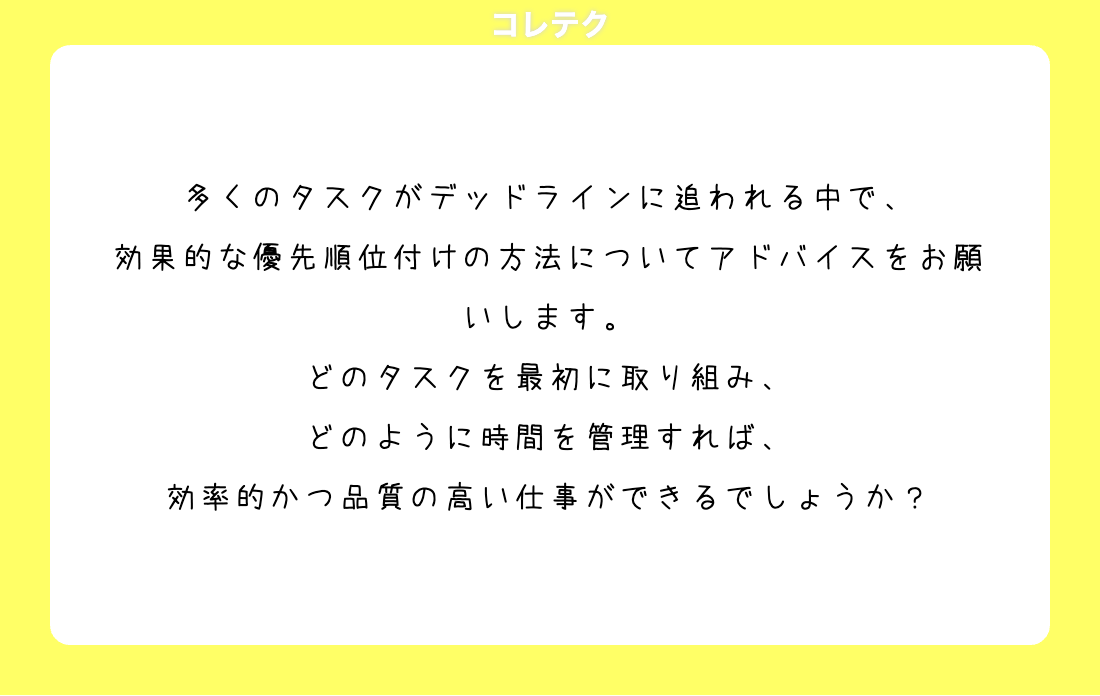 コレテク
多くのタスクがデッドラインに追われる中で、
効果的な優先順位付けの方法についてアドバイスをお願
いします。
どのタスクを最初に取り組み、
どのように時間を管理すれば、
効率的かつ品質の高い仕事ができるでしょうか？